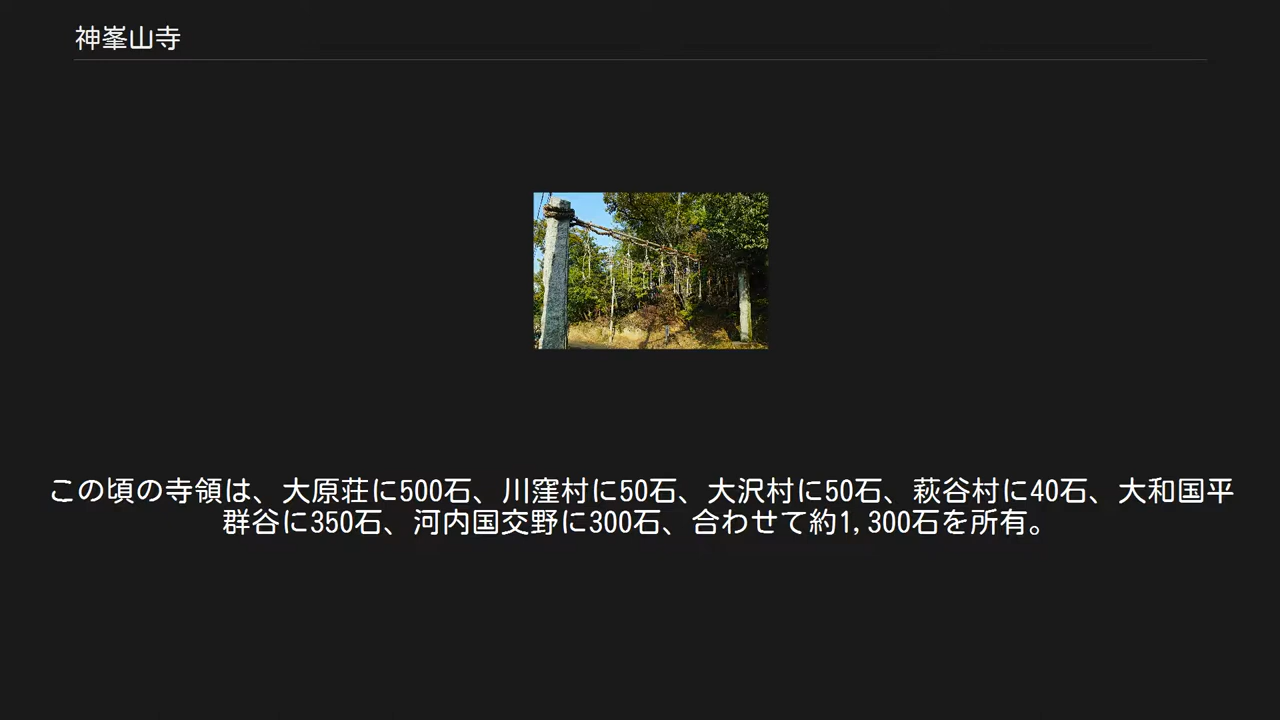 神峯山寺
この頃の寺領は、大原荘に500石、川窪村に50石、大沢村に50石、萩谷村に40石、大和国平
群谷に350石、河内国交野に300石、合わせて約1,300石を所有。